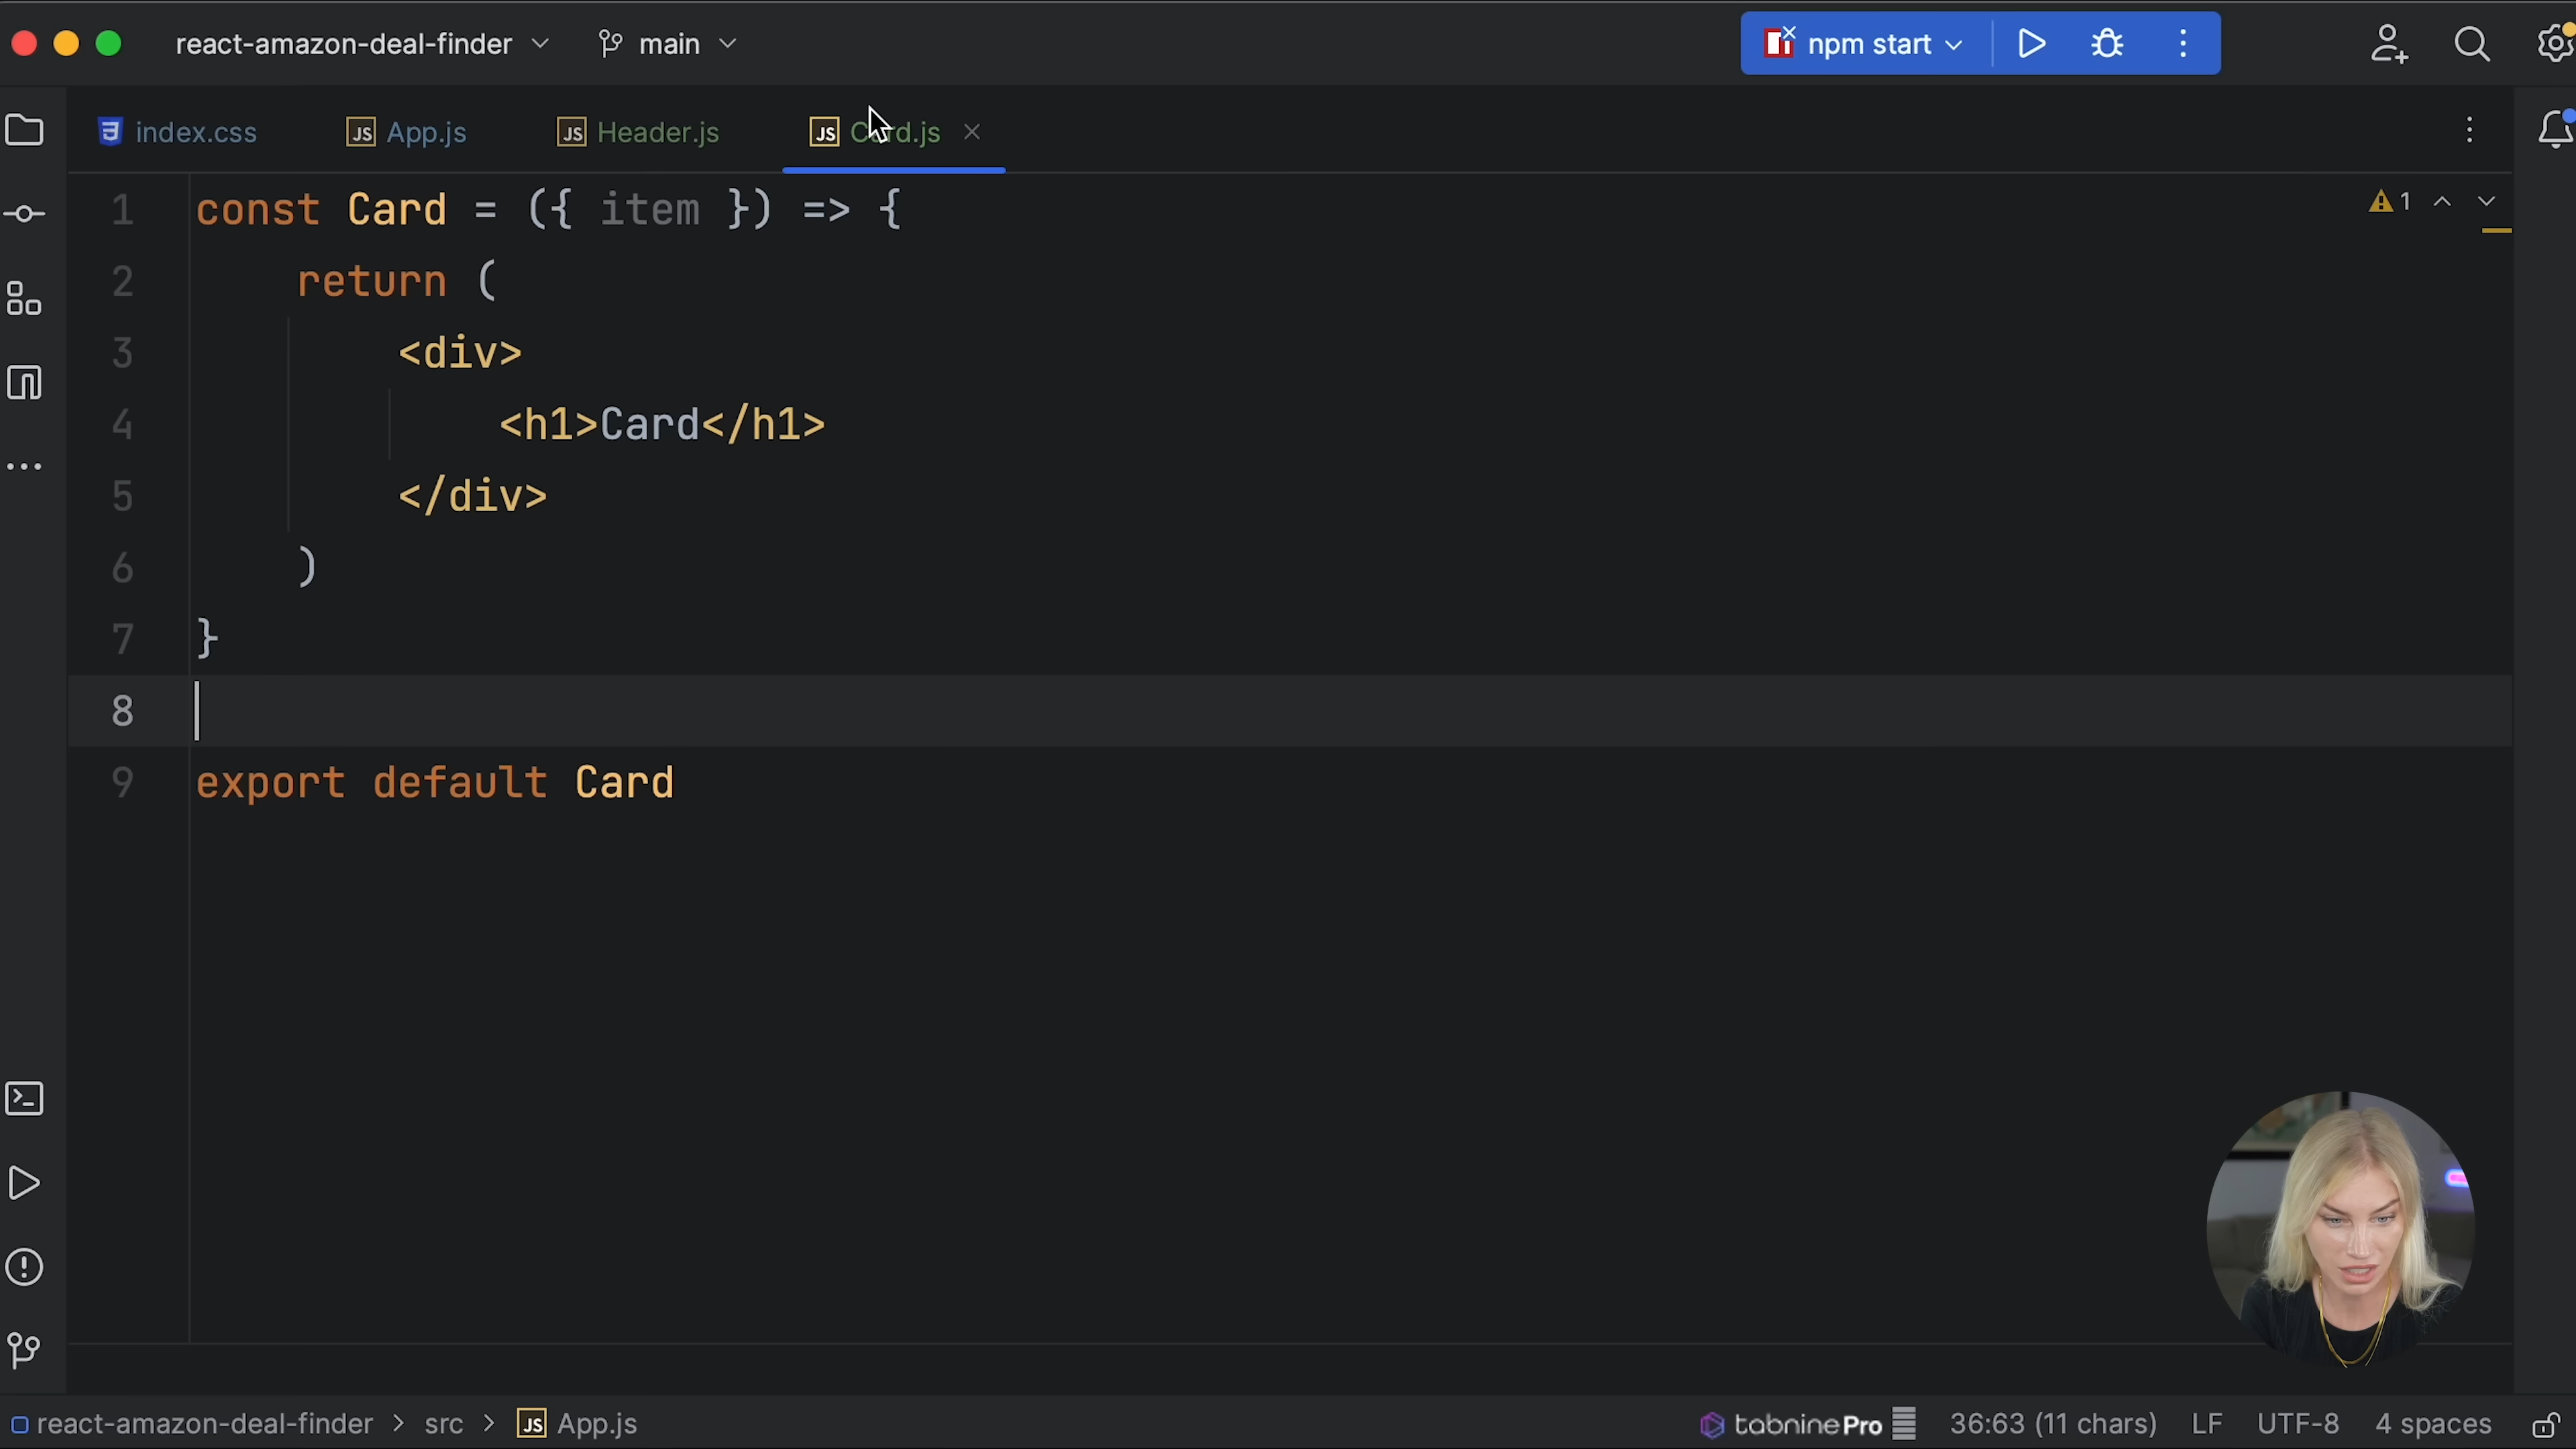 react-amazon-deal-finder main npm start
index.css App.js Header.js Card.js
1 const Card = ({ item }) => { 1
2 return (
3 <div>
4 <h1>Card</h1>
5 </div>
6 )
7 }
8
9 export default Card
react-amazon-deal-finder > src > JS App.js tabnine Pro 36:63 (11 chars) LF UTF-8 4 spaces